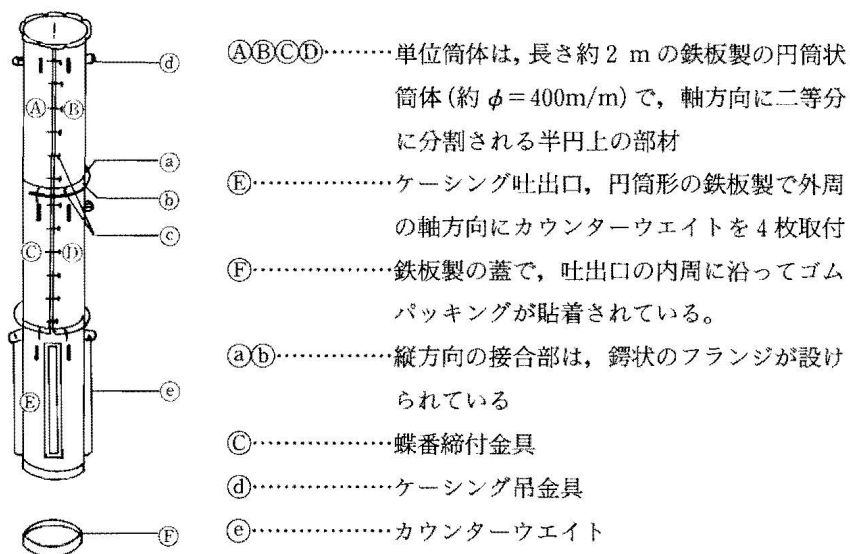 ⒶⒷⒸⒹ………単位筒体は，長さ約2 mの鉄板製の円筒状
筒体(約φ=400m/m)で，軸方向に二等分
に分割される半円上の部材
Ⓔ………………ケーシング吐出口，円筒形の鉄板製で外周
の軸方向にカウンターウエイトを4枚取付
Ⓕ………………鉄板製の蓋で，吐出口の内周に沿ってゴム
パッキングが貼着されている。
ⓐⓑ……………縦方向の接合部は，鍔状のフランジが設け
られている
Ⓒ………………蝶番締付金具
ⓓ………………ケーシング吊金具
ⓔ………………カウンターウエイト
ⓓ
Ⓐ Ⓑ
ⓐ
ⓑ
ⓒ
Ⓒ Ⓓ
Ⓔ
ⓔ
Ⓕ